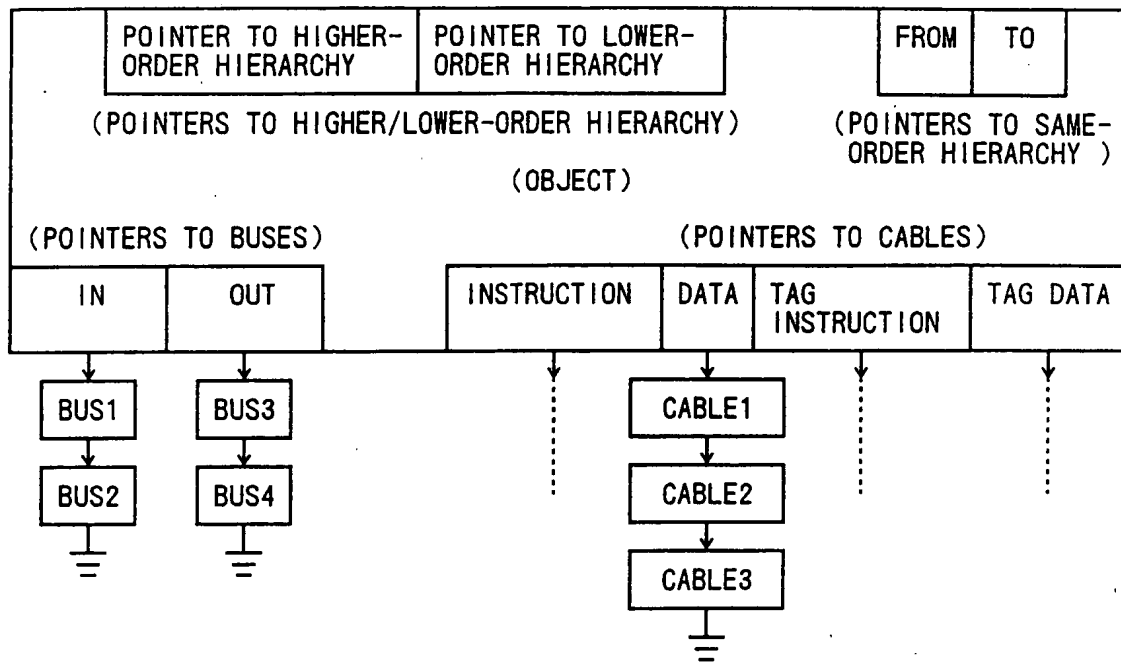 POINTER TO HIGHER-
ORDER HIERARCHY
POINTER TO LOWER-
ORDER HIERARCHY
FROM
TO
(POINTERS TO HIGHER/LOWER-ORDER HIERARCHY)
(POINTERS TO SAME-
ORDER HIERARCHY )
(OBJECT)
(POINTERS TO BUSES)
(POINTERS TO CABLES)
IN
OUT
INSTRUCTION
DATA
TAG
INSTRUCTION
TAG DATA
BUS1
BUS3
CABLE1
BUS2
BUS4
CABLE2
CABLE3